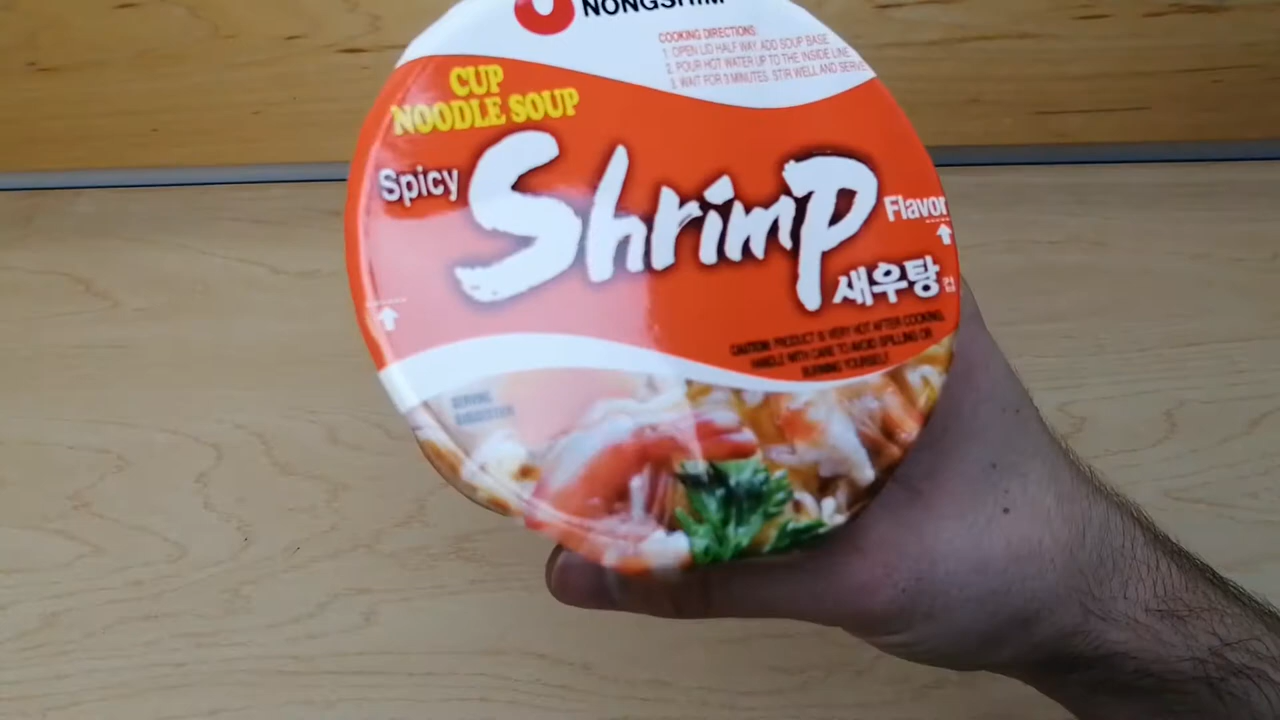 NONGSHIM
COOKING DIRECTIONS:
1. OPEN LID HALF WAY. ADD SOUP BASE
2. POUR HOT WATER UP TO THE INSIDE LINE
3. WAIT FOR 3 MINUTES. STIR WELL AND SERVE
CUP
NOODLE SOUP
Spicy
Shrimp
Flavor
새우탕
컵
CAUTION: PRODUCT IS VERY HOT AFTER COOKING.
HANDLE WITH CARE TO AVOID SPILLING OR
BURNING YOURSELF
SERVING
SUGGESTION